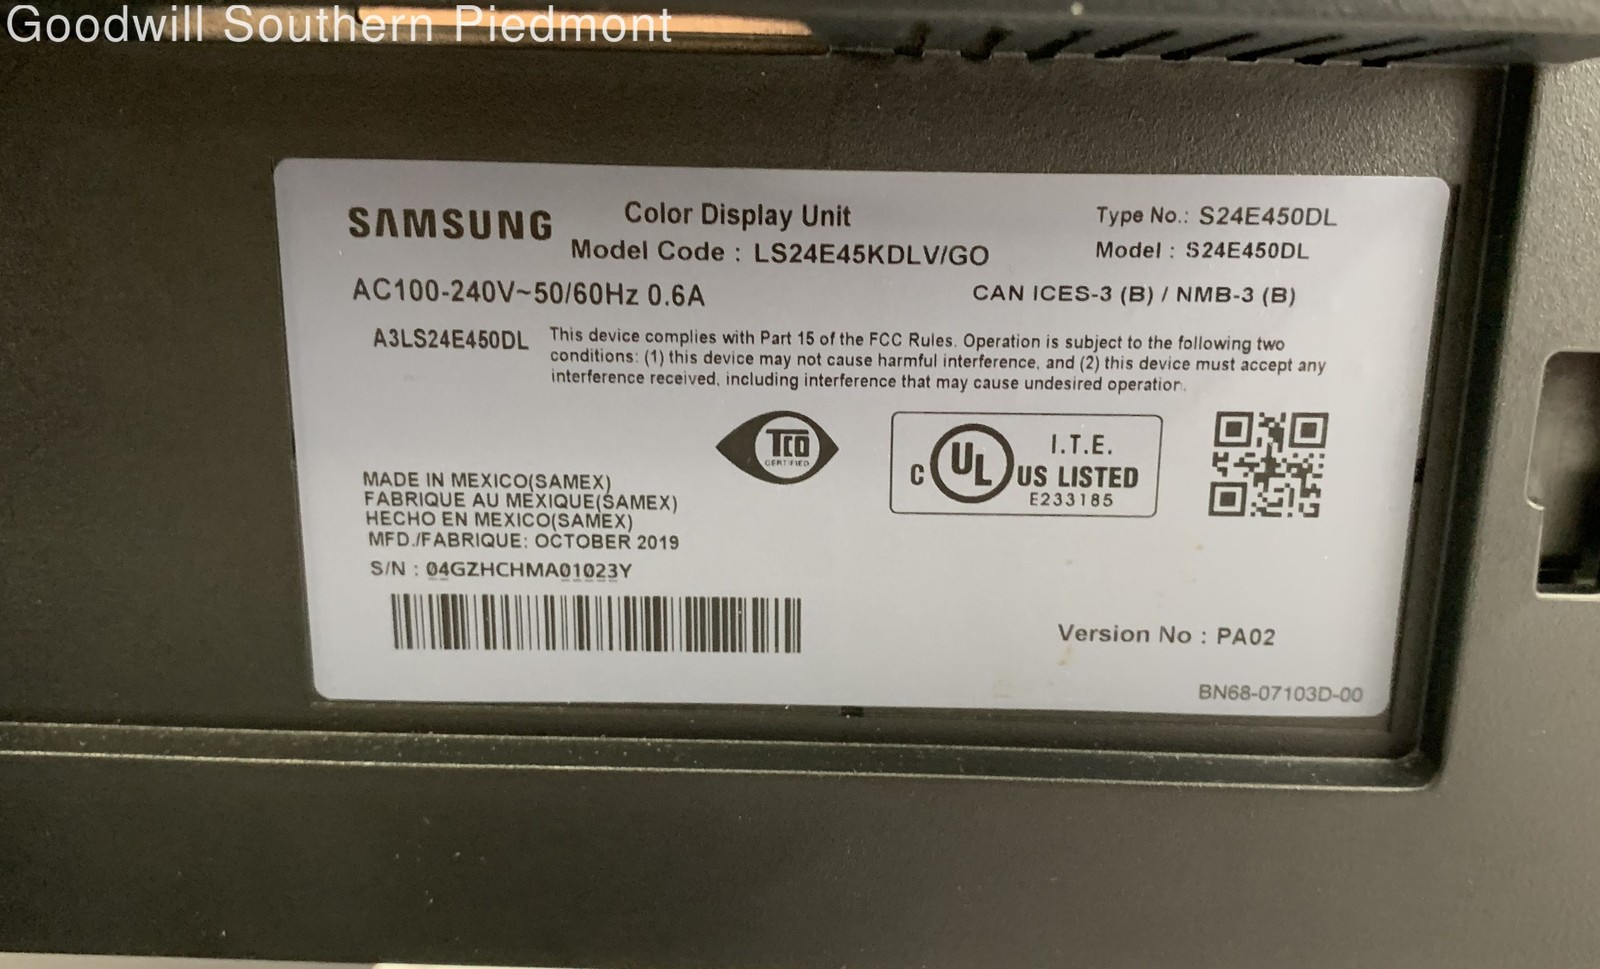 Goodwill Southern Piedmont
SAMSUNG
Color Display Unit
Model Code : LS24E45KDLV/GO
Type No.: S24E450DL
Model : S24E450DL
AC100-240V~50/60Hz 0.6A
CAN ICES-3 (B) / NMB-3 (B)
A3LS24E450DL
This device complies with Part 15 of the FCC Rules. Operation is subject to the following two
conditions: (1) this device may not cause harmful interference, and (2) this device must accept any
interference received, including interference that may cause undesired operation.
TCO
CERTIFIED
C UL US LISTED
I.T.E.
E233185
MADE IN MEXICO(SAMEX)
FABRIQUE AU MEXIQUE(SAMEX)
HECHO EN MEXICO(SAMEX)
MFD./FABRIQUE: OCTOBER 2019
S/N : 04GZHCHMA01023Y
Version No : PA02
BN68-07103D-00